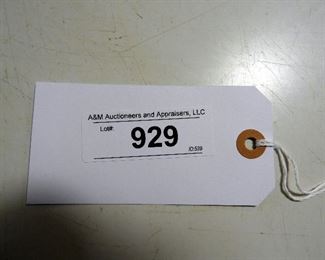 A&M Auctioneers and Appraisers, LLC
Lot#:
929
ID:539